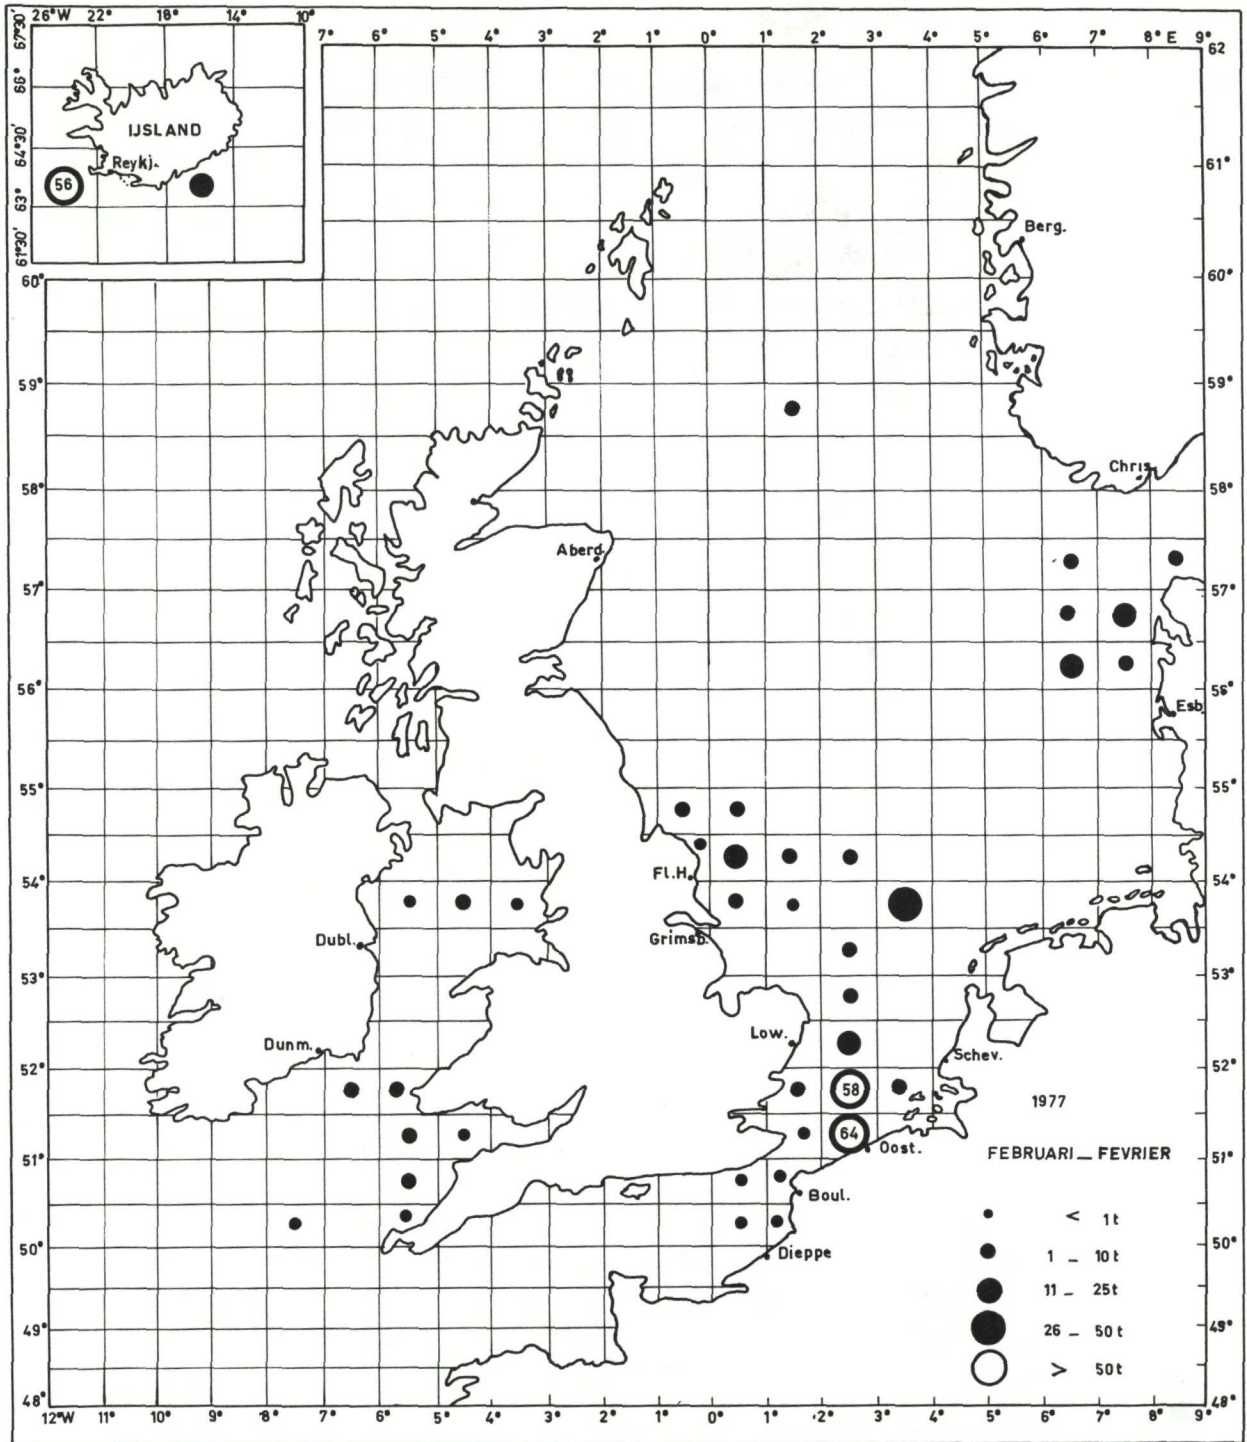 26°W 22° 18° 14° 10°
7° 6° 5° 4° 3° 2° 1° 0° 1° 2° 3° 4° 5° 6° 7° 8° E 9°
67°30'
66°
64°30'
63°
61°30'
IJSLAND
Reykj.
56
62
61°
60°
59°
58°
57°
56°
55°
54°
53°
52°
51°
50°
49°
48°
60°
59°
58°
57°
56°
55°
54°
53°
52°
51°
50°
49°
48°
Berg.
Chris
Aberd.
Esb
Fl.H.
Dubl.
Grimsb.
Dunm.
Low.
Schev.
58
64
Oost.
Boul.
Dieppe
1977
FEBRUARI _ FEVRIER
< 1t
1 _ 10t
11 _ 25t
26 _ 50t
> 50t
12°W 11° 10° 9° 8° 7° 6° 5° 4° 3° 2° 1° 0° 1° 2° 3° 4° 5° 6° 7° 8° 9°